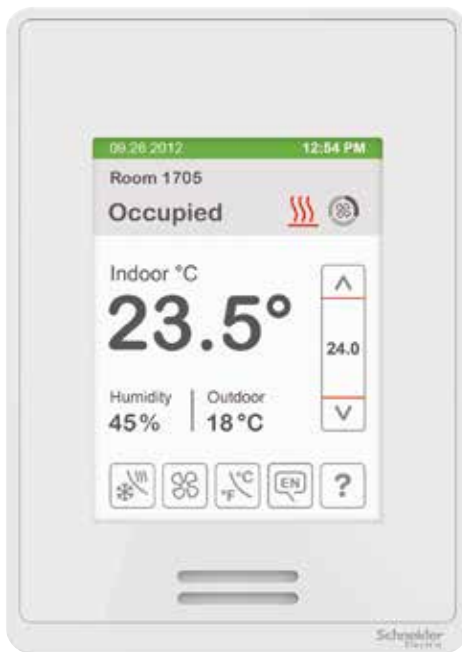 09.26.2012 12:54 PM
Room 1705
Occupied
Indoor °C
23.5°
24.0
Humidity Outdoor
45% 18°C
°F °C EN ?
Schneider
Electric